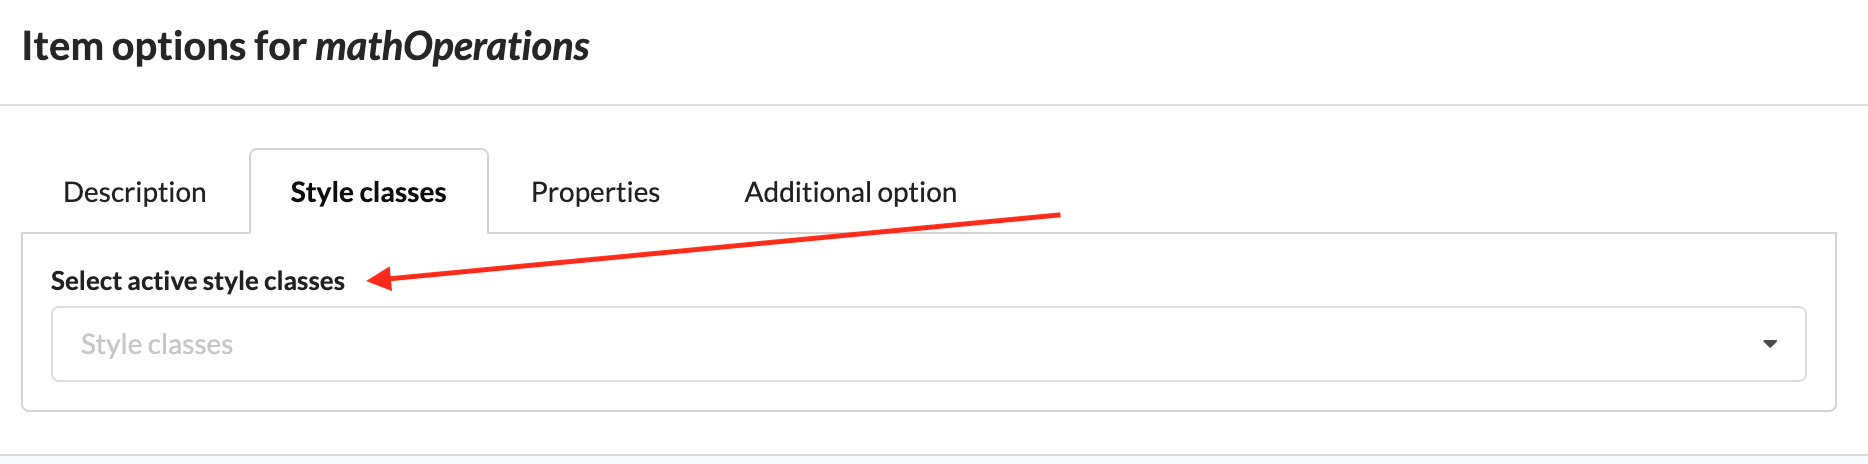 Item options for mathOperations
Description Style classes Properties Additional option
Select active style classes
Style classes